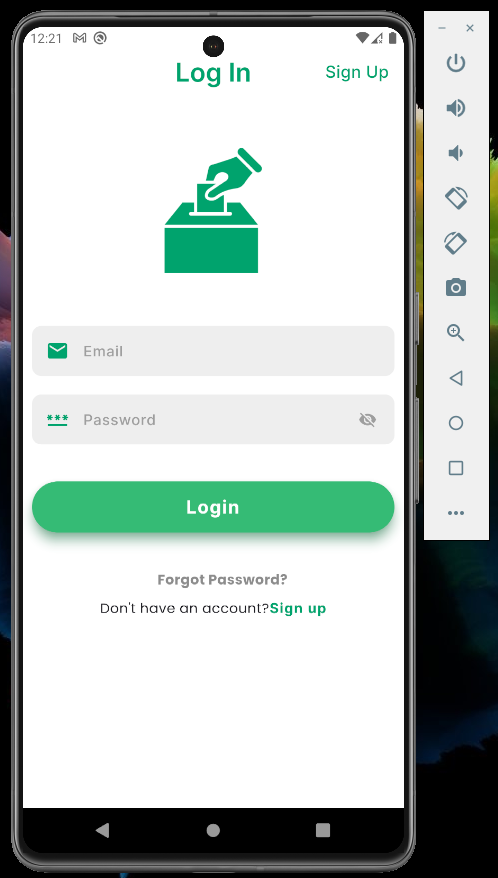 12:21
Log In
Sign Up
Email
*** Password
Login
Forgot Password?
Don't have an account?Sign up